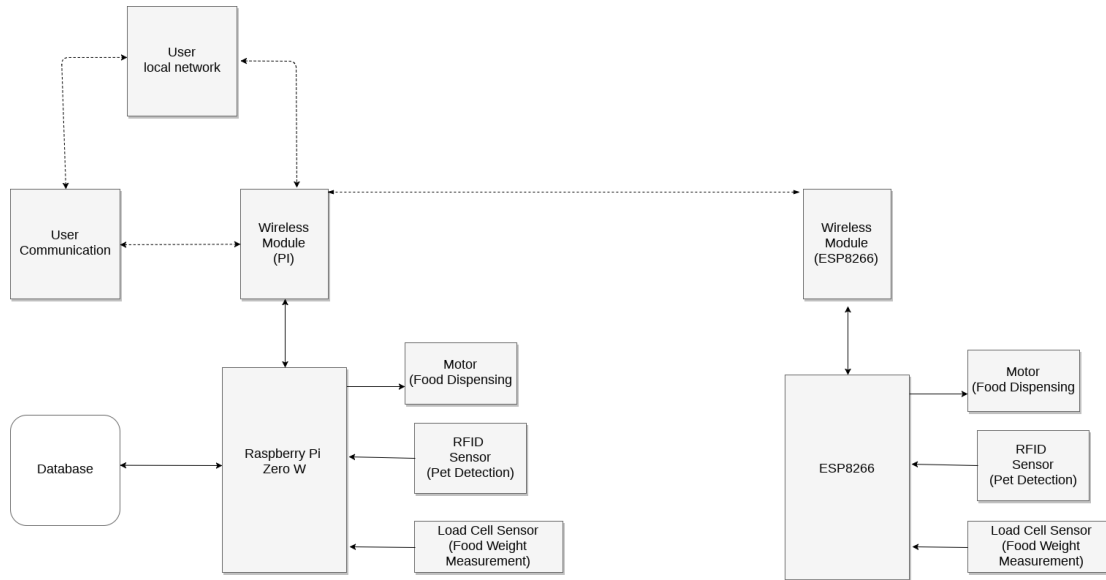 User
local network
User
Communication
Wireless
Module
(PI)
Wireless
Module
(ESP8266)
Motor
(Food Dispensing
Motor
(Food Dispensing
Database
Raspberry Pi
Zero W
RFID
Sensor
(Pet Detection)
ESP8266
RFID
Sensor
(Pet Detection)
Load Cell Sensor
(Food Weight
Measurement)
Load Cell Sensor
(Food Weight
Measurement)